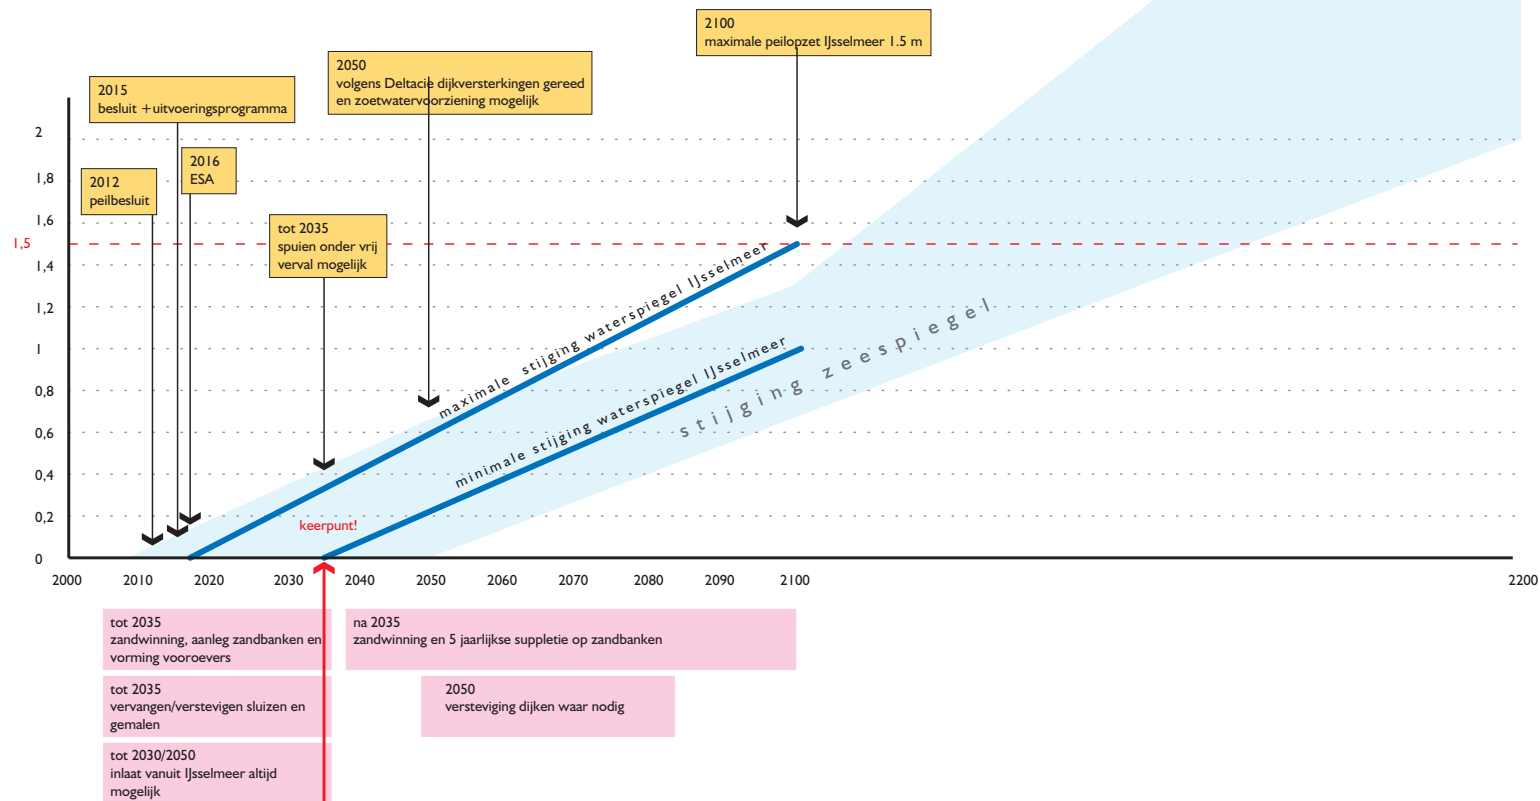 2100
maximale peilopzet IJsselmeer 1.5 m
2050
volgens Deltacie dijkversterkingen gereed
en zoetwatervoorziening mogelijk
2015
besluit +uitvoeringsprogramma
2016
ESA
2012
peilbesluit
tot 2035
spuien onder vrij
verval mogelijk
2
1,8
1,6
1,5
1,4
1,2
1
0,8
0,6
0,4
0,2
0
maximale stijging waterspiegel IJsselmeer
minimale stijging waterspiegel IJsselmeer
stijging zeespiegel
keerpunt!
2000 2010 2020 2030 2040 2050 2060 2070 2080 2090 2100 2200
tot 2035
zandwinning, aanleg zandbanken en
vorming vooroevers
na 2035
zandwinning en 5 jaarlijkse suppletie op zandbanken
tot 2035
vervangen/verstevigen sluizen en
gemalen
2050
versteviging dijken waar nodig
tot 2030/2050
inlaat vanuit IJsselmeer altijd
mogelijk